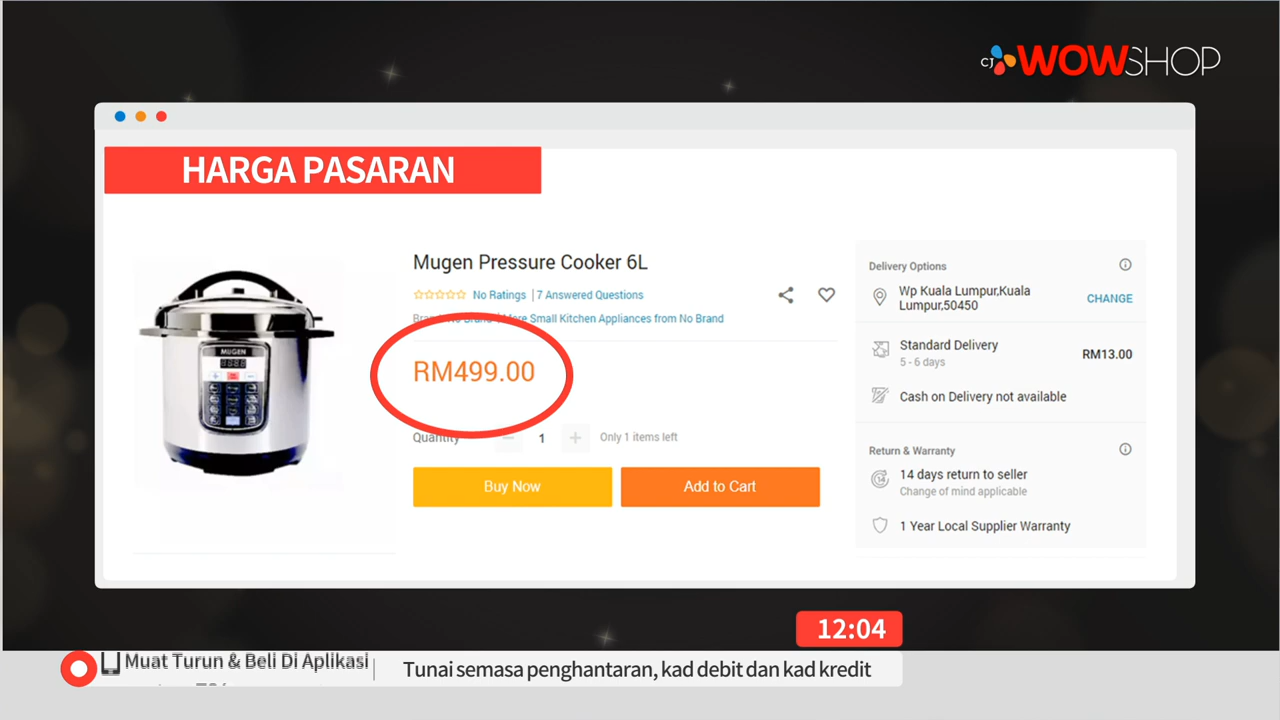 CJ WOWSHOP
HARGA PASARAN
Mugen Pressure Cooker 6L
No Ratings | 7 Answered Questions
More Small Kitchen Appliances from No Brand
RM499.00
Quantity
1
Only 1 items left
Buy Now
Add to Cart
MUGEN
Delivery Options
Wp Kuala Lumpur,Kuala
Lumpur,50450
CHANGE
Standard Delivery
RM13.00
5 - 6 days
Cash on Delivery not available
Return & Warranty
14
14 days return to seller
Change of mind applicable
1 Year Local Supplier Warranty
12:04
Muat Turun & Beli Di Aplikasi
Tunai semasa penghantaran, kad debit dan kad kredit